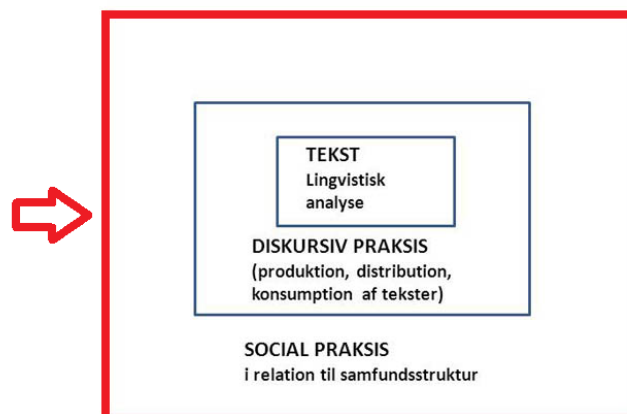 TEKST
Lingvistisk
analyse
DISKURSIV PRAKSIS
(produktion, distribution,
konsumption af tekster)
SOCIAL PRAKSIS
i relation til samfundsstruktur